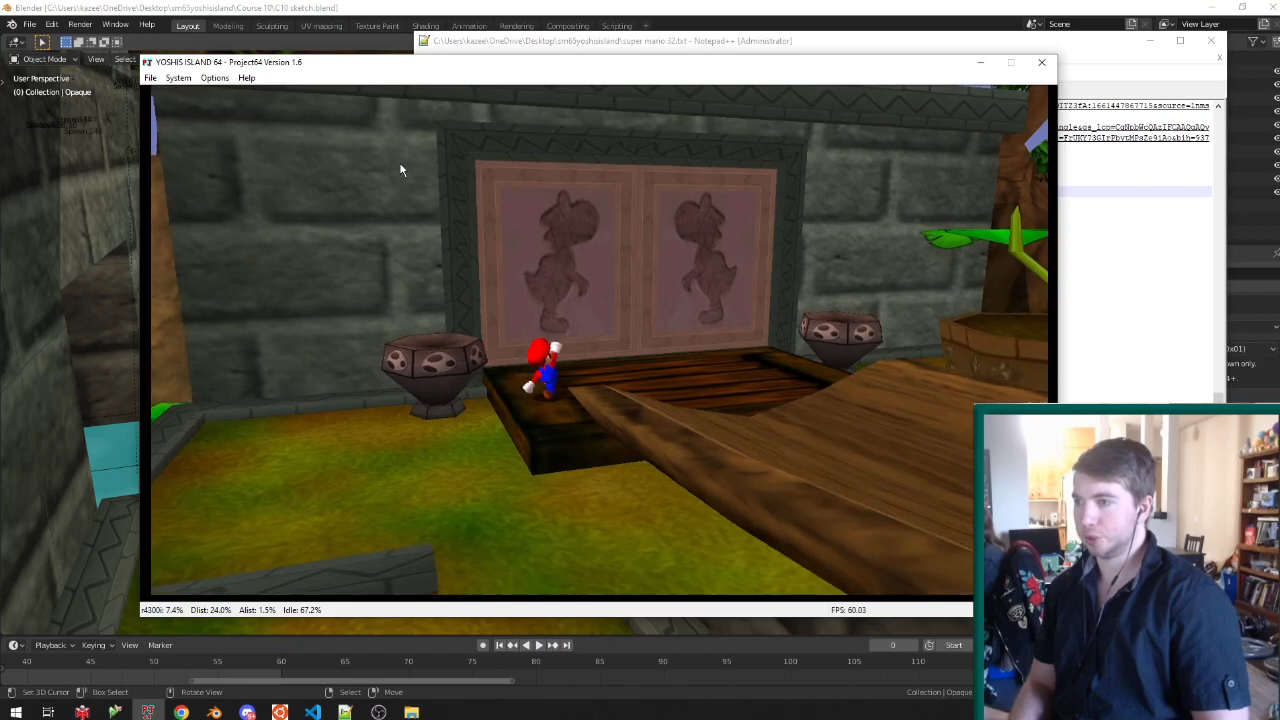 Blender [C:\Users\kazee\OneDrive\Desktop\sm65yoshisisland\Course 10\C10 sketch.blend]
File Edit Render Window Help Layout Modeling Sculpting UV mapping Texture Paint Shading Animation Rendering Compositing Scripting Scene View Layer
C:\Users\kazee\OneDrive\Desktop\sm65yoshisisland\super mario 32.txt - Notepad++ [Administrator]
Object Mode View Select
YOSHIS ISLAND 64 - Project64 Version 1.6
File System Options Help
User Perspective
(0) Collection | Opaque
0x01)
own only.
r4300i: 7.4% Dlist: 24.0% Alist: 1.5% Idle: 67.2% FPS: 60.03
Playback Keying View Marker 0 Start
40 45 50 55 60 65 70 75 80 85 90 95 100 105 110
Set 3D Cursor Box Select Rotate View Select Move Collection | Opaque